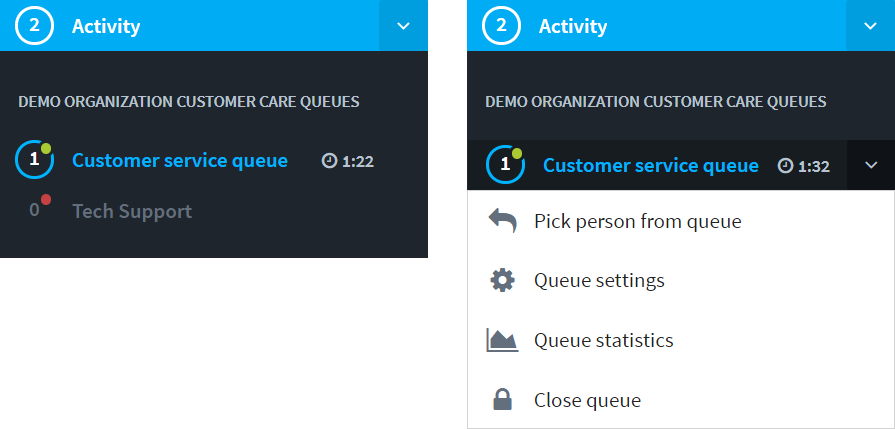 2 Activity
DEMO ORGANIZATION CUSTOMER CARE QUEUES
1 Customer service queue 1:22
0 Tech Support
2 Activity
DEMO ORGANIZATION CUSTOMER CARE QUEUES
1 Customer service queue 1:32
Pick person from queue
Queue settings
Queue statistics
Close queue